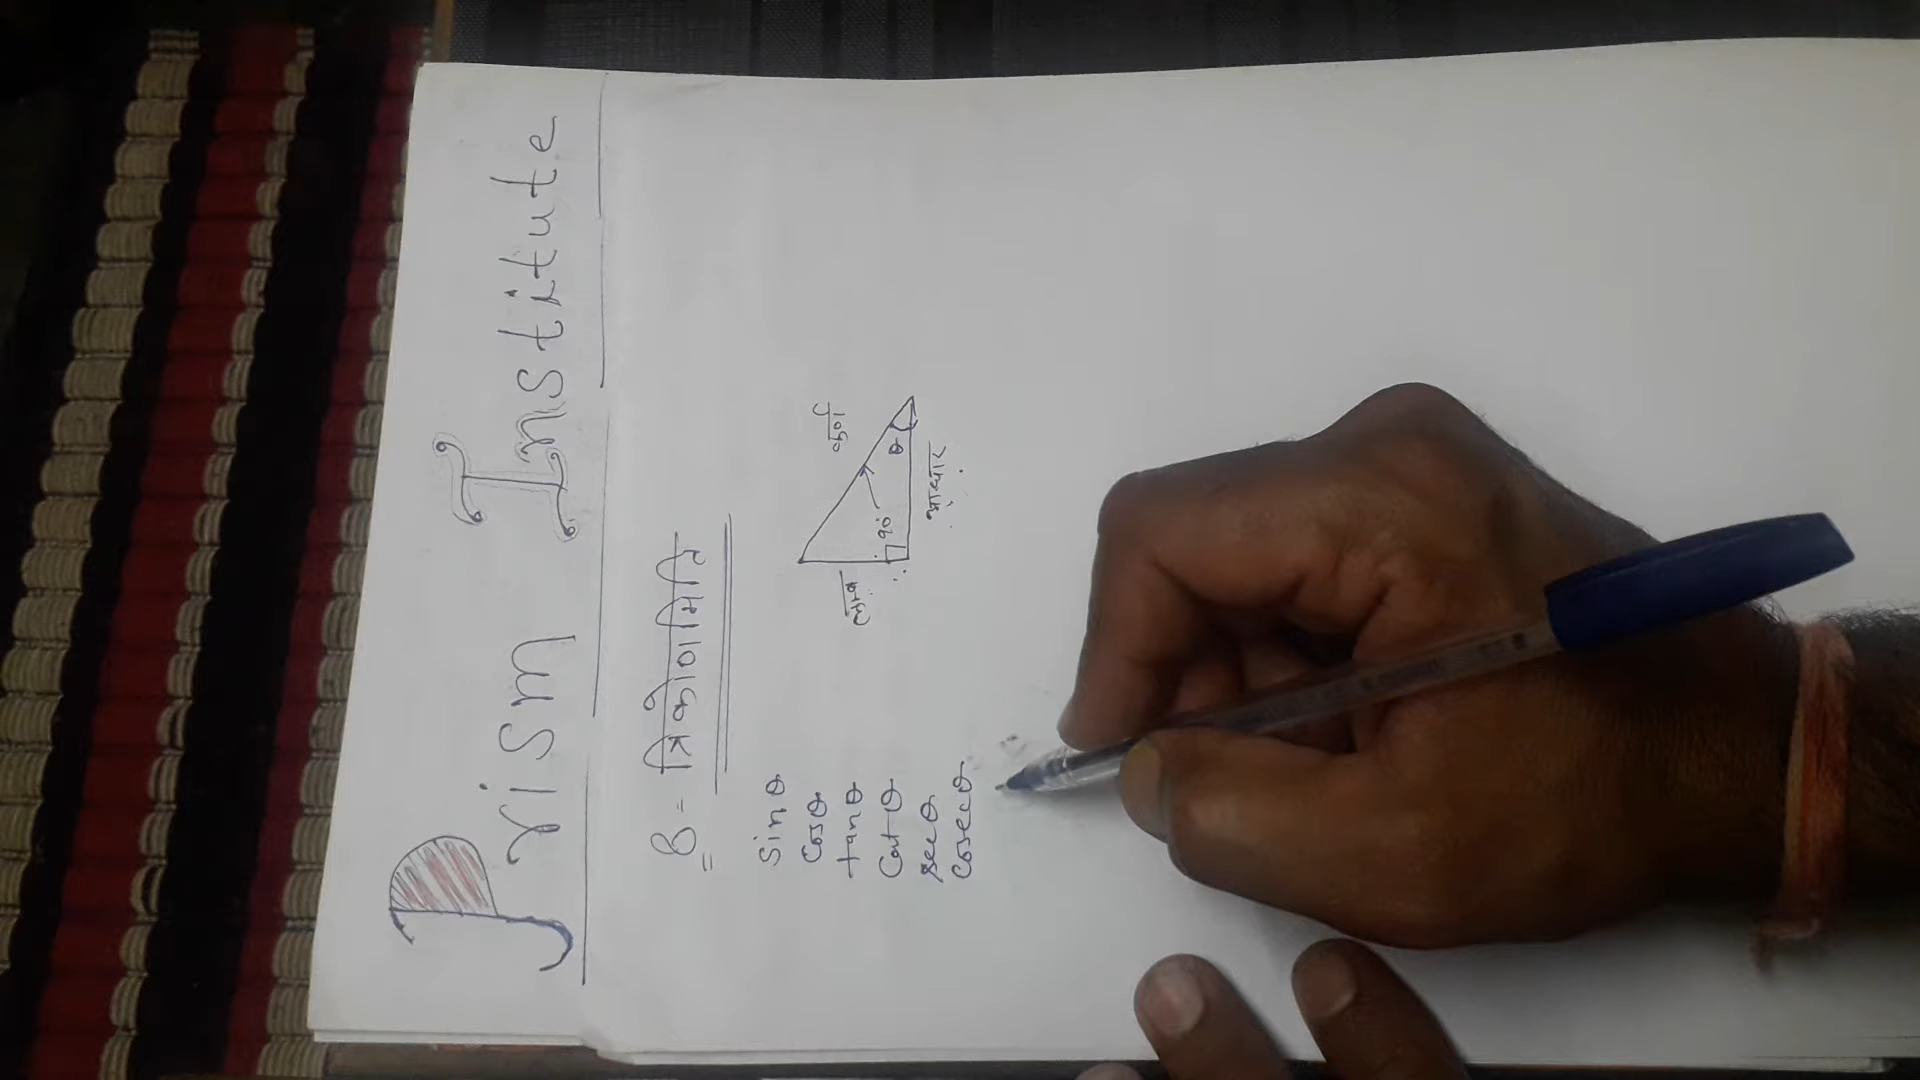 Prism Institute
8 - त्रिकोणमिति
sinθ
cosθ
tanθ
cotθ
secθ
cosecθ
कर्ण
लम्ब
90°
θ
आधार